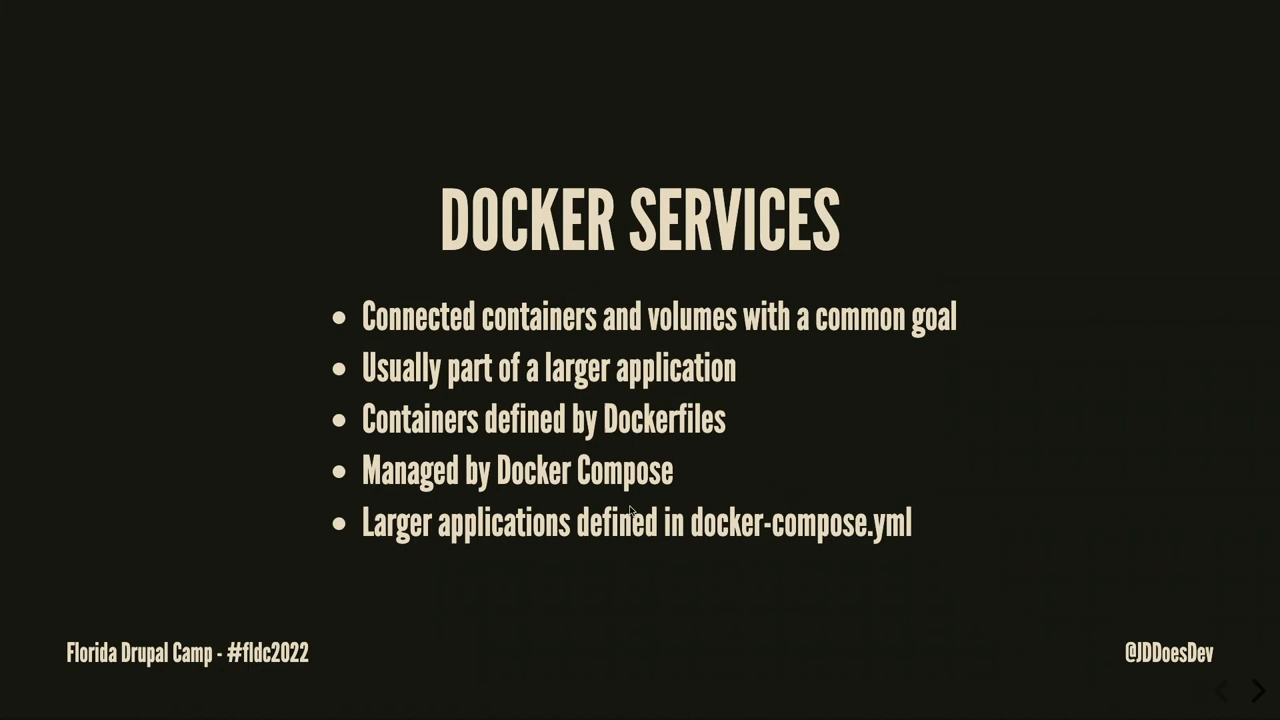 DOCKER SERVICES
• Connected containers and volumes with a common goal
• Usually part of a larger application
• Containers defined by Dockerfiles
• Managed by Docker Compose
• Larger applications defined in docker-compose.yml
Florida Drupal Camp - #fldc2022
@JDDoesDev